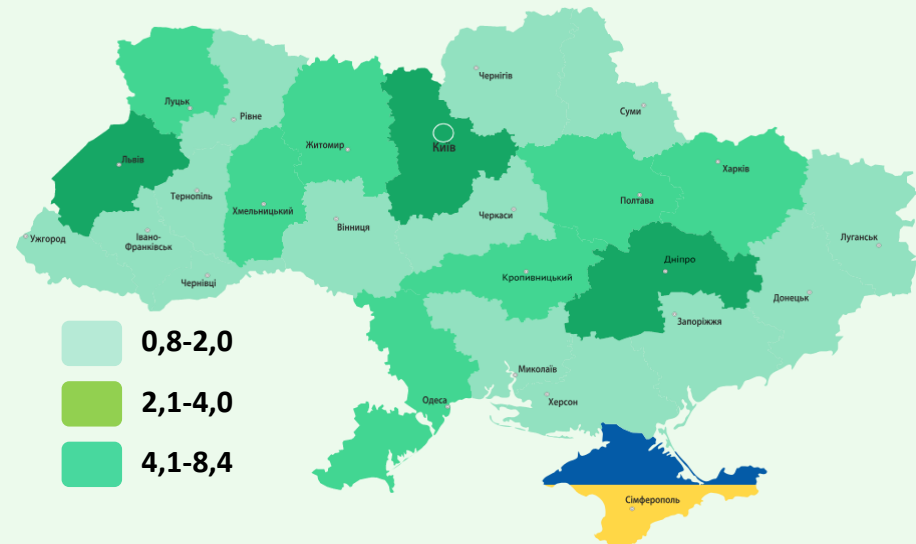 Чернігів
Луцьк
Суми
Рівне
Київ
Житомир
Львів
Харків
Тернопіль
Полтава
Хмельницький
Черкаси
Вінниця
Ужгород
Івано-
Франківськ
Луганськ
Дніпро
Чернівці
Кропивницький
Донецьк
Запоріжжя
0,8-2,0
Миколаїв
2,1-4,0
Херсон
Одеса
4,1-8,4
Сімферополь